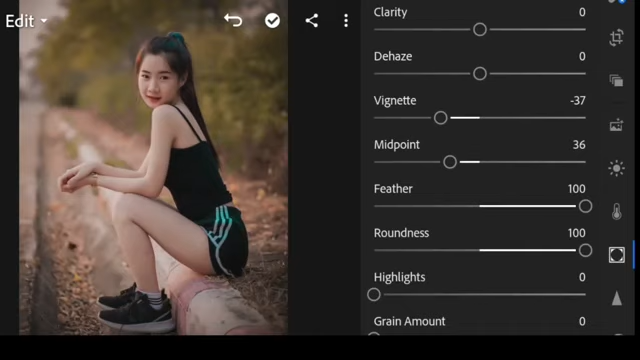 Edit
Clarity 0
Dehaze 0
Vignette -37
Midpoint 36
Feather 100
Roundness 100
Highlights 0
Grain Amount 0